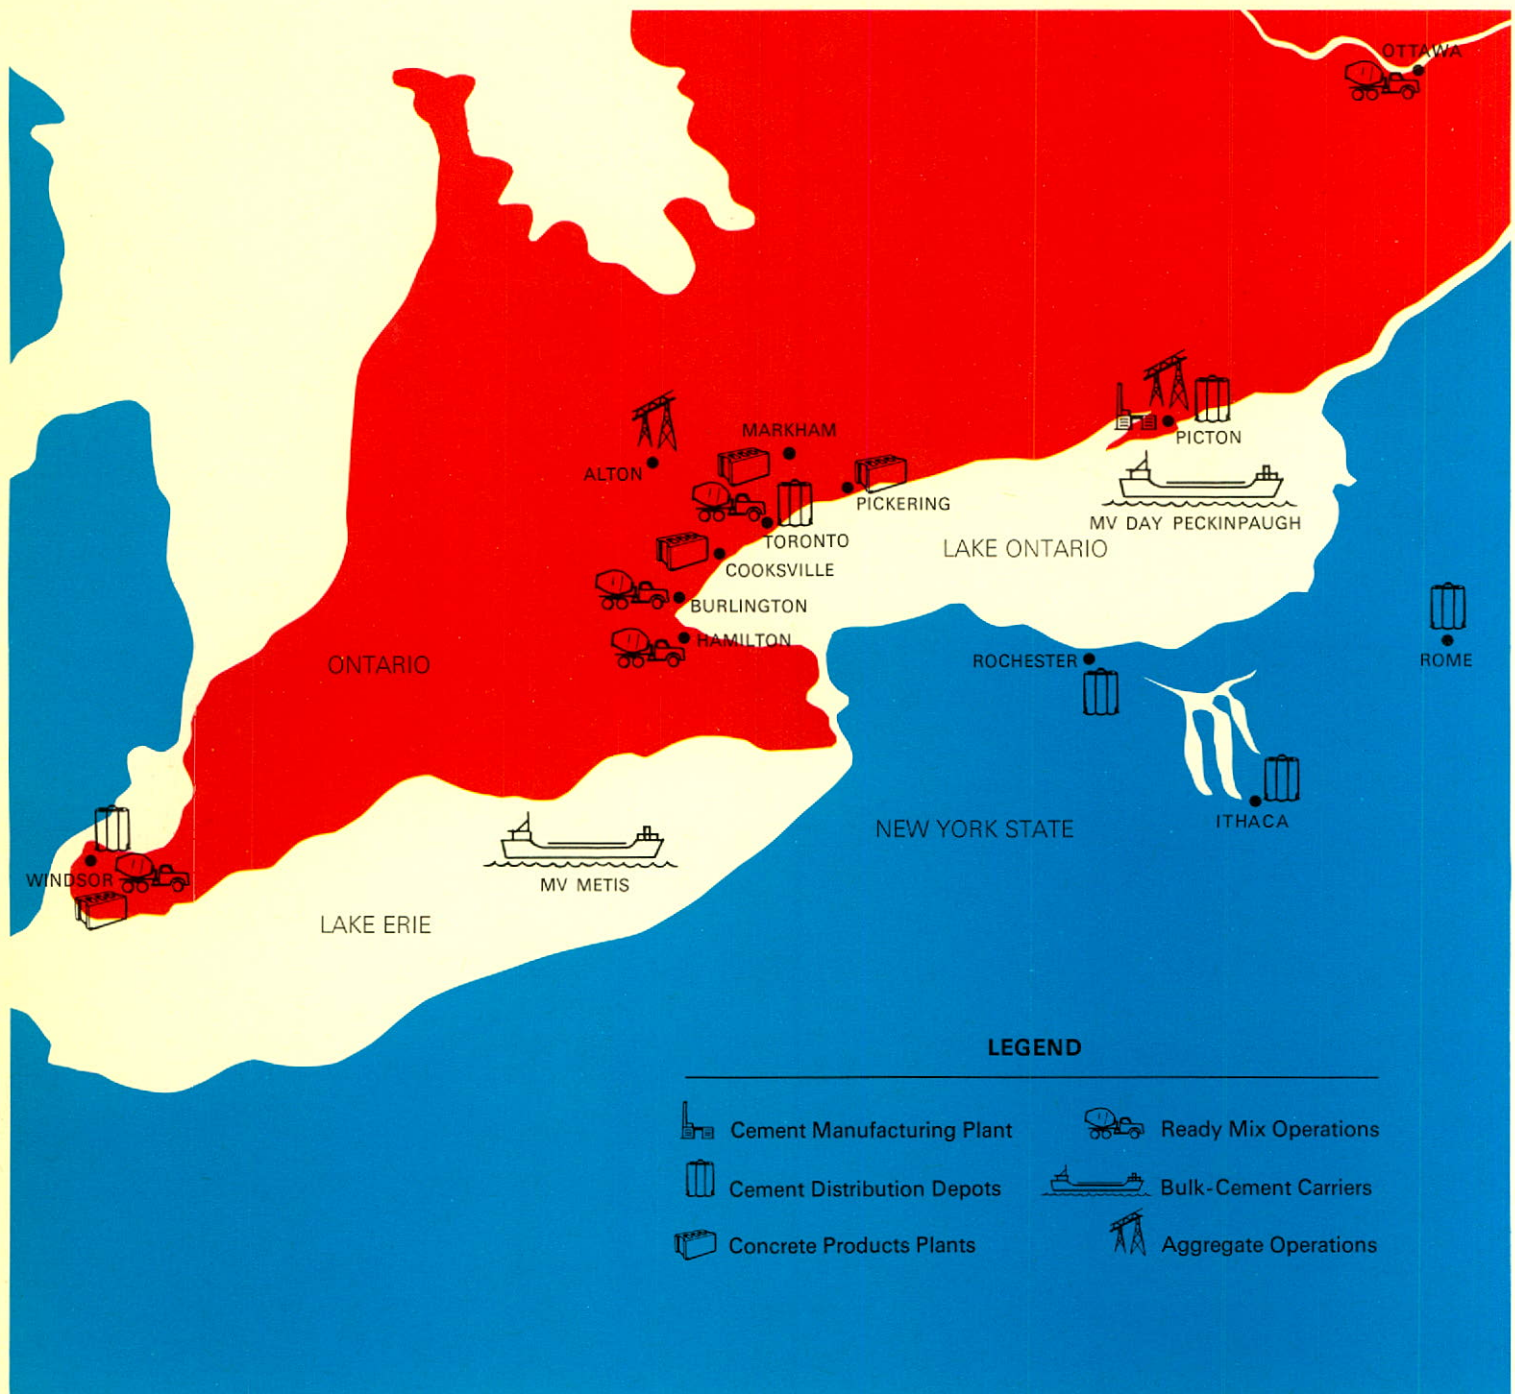 OTTAWA
MARKHAM
PICTON
ALTON
PICKERING
MV DAY PECKINPAUGH
TORONTO
LAKE ONTARIO
COOKSVILLE
BURLINGTON
HAMILTON
ONTARIO
ROCHESTER
ROME
ITHACA
NEW YORK STATE
WINDSOR
MV METIS
LAKE ERIE
LEGEND
Cement Manufacturing Plant
Ready Mix Operations
Cement Distribution Depots
Bulk-Cement Carriers
Concrete Products Plants
Aggregate Operations